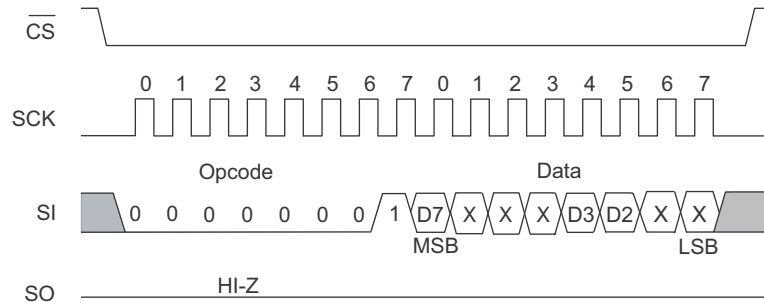 CS
0 1 2 3 4 5 6 7 0 1 2 3 4 5 6 7
SCK
Opcode Data
SI 0 0 0 0 0 0 0 1 D7 X X X D3 D2 X X
MSB LSB
HI-Z
SO